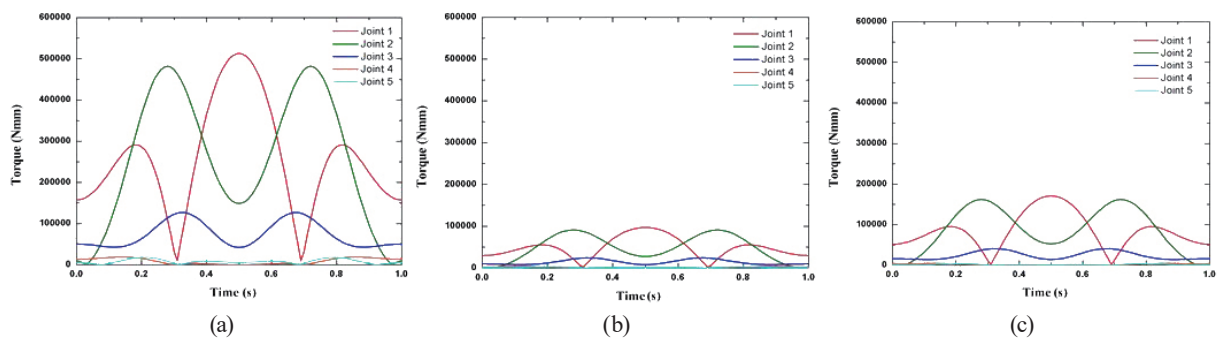 600000
500000
400000
300000
200000
100000
0
Torque (Nmm)
Joint 1
Joint 2
Joint 3
Joint 4
Joint 5
0.0 0.2 0.4 0.6 0.8 1.0
Time (s)
(a)
600000
500000
400000
300000
200000
100000
0
Torque (Nmm)
Joint 1
Joint 2
Joint 3
Joint 4
Joint 5
0.0 0.2 0.4 0.6 0.8 1.0
Time (s)
(b)
600000
500000
400000
300000
200000
100000
0
Torque (Nmm)
Joint 1
Joint 2
Joint 3
Joint 4
Joint 5
0.0 0.2 0.4 0.6 0.8 1.0
Time (s)
(c)